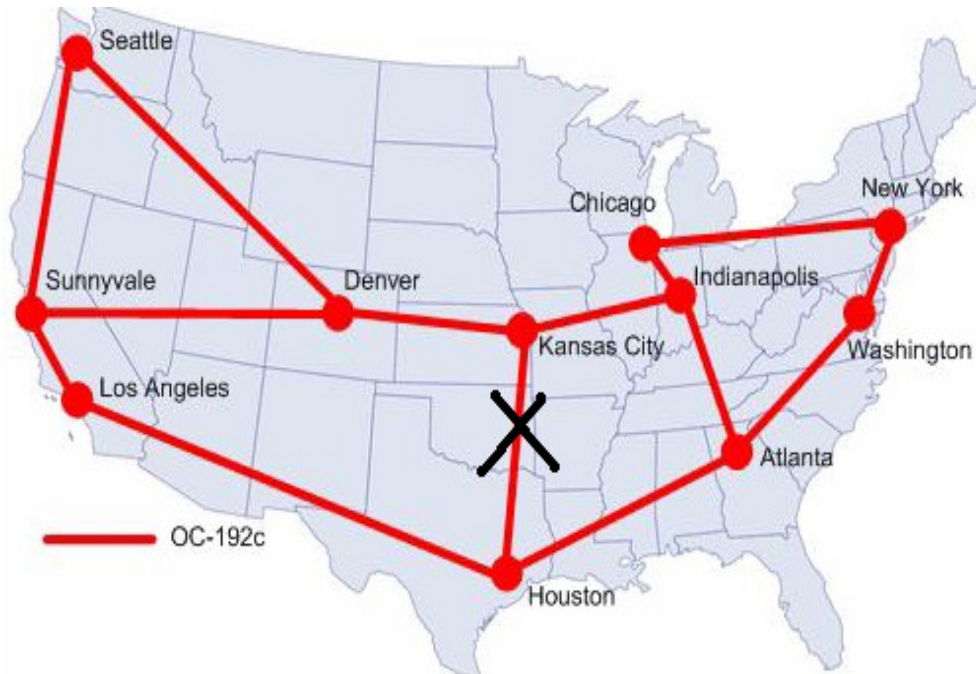 Seattle
New York
Chicago
Sunnyvale
Denver
Indianapolis
Kansas City
Washington
Los Angeles
Atlanta
OC-192c
Houston